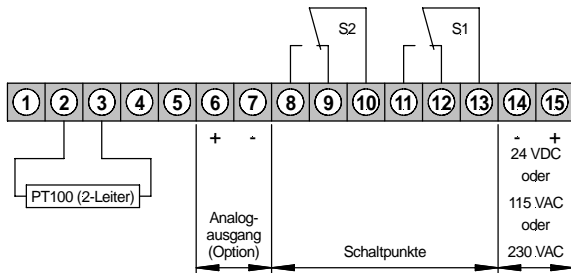 S2 S1
1 2 3 4 5 6 7 8 9 10 11 12 13 14 15
+ - - +
PT100 (2-Leiter)
Analog-
ausgang
(Option)
Schaltpunkte
24 VDC
oder
115 VAC
oder
230 VAC